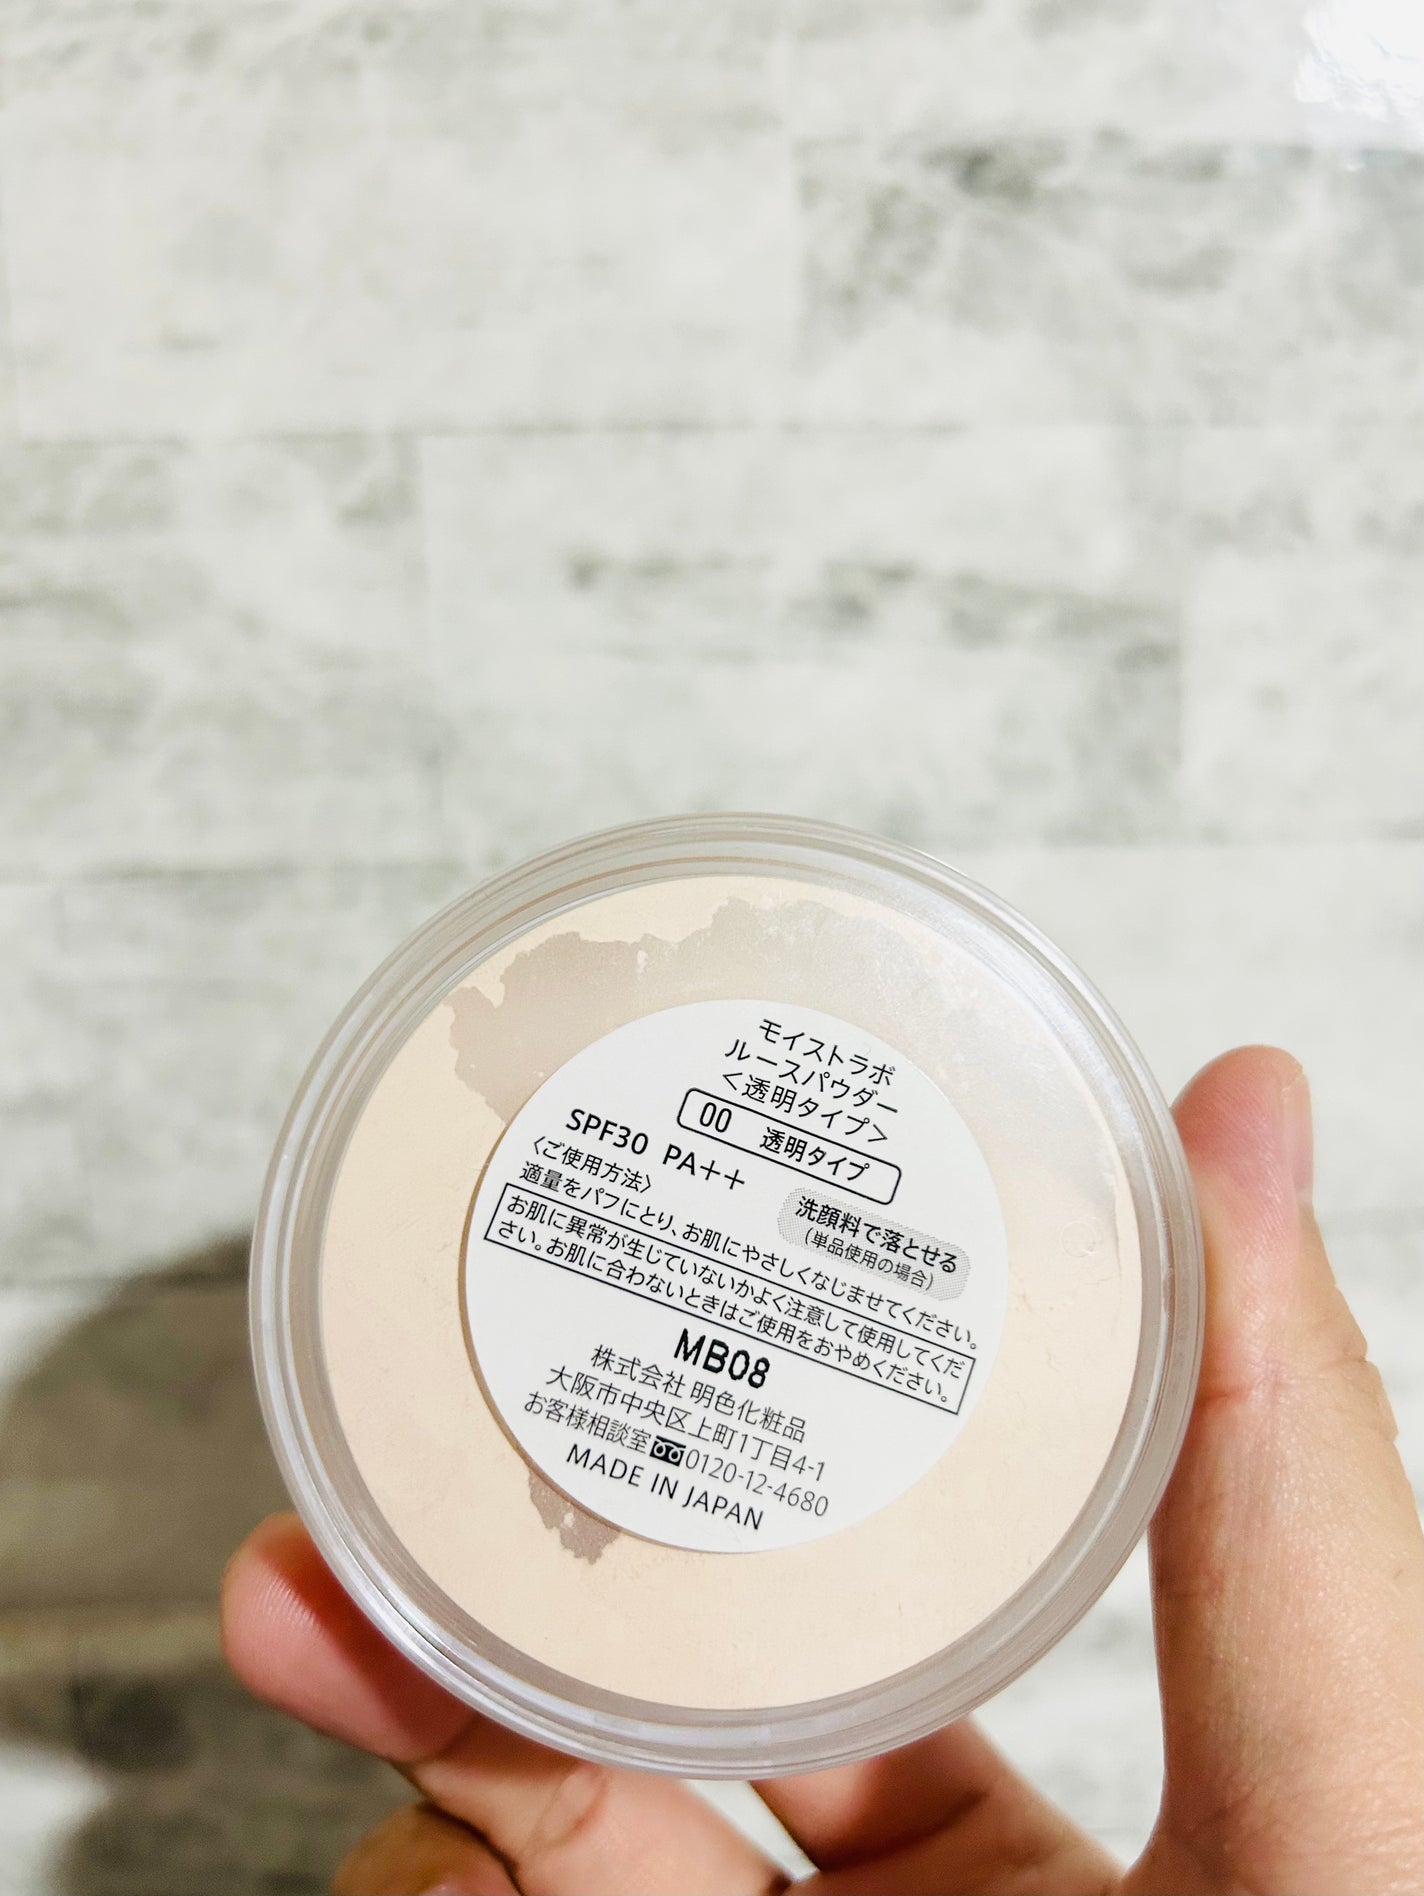 モイストラボ
ルースパウダー
＜透明タイプ＞
00 透明タイプ
SPF30 PA++
洗顔料で落とせる
（単品使用の場合）
〈ご使用方法〉
適量をパフにとり、お肌にやさしくなじませてください。
お肌に異常が生じていないかよく注意して使用してくだ
さい。お肌に合わないときはご使用をおやめください。
MB08
株式会社 明色化粧品
大阪市中央区上町1丁目4-1
お客様相談室 0120-12-4680
MADE IN JAPAN